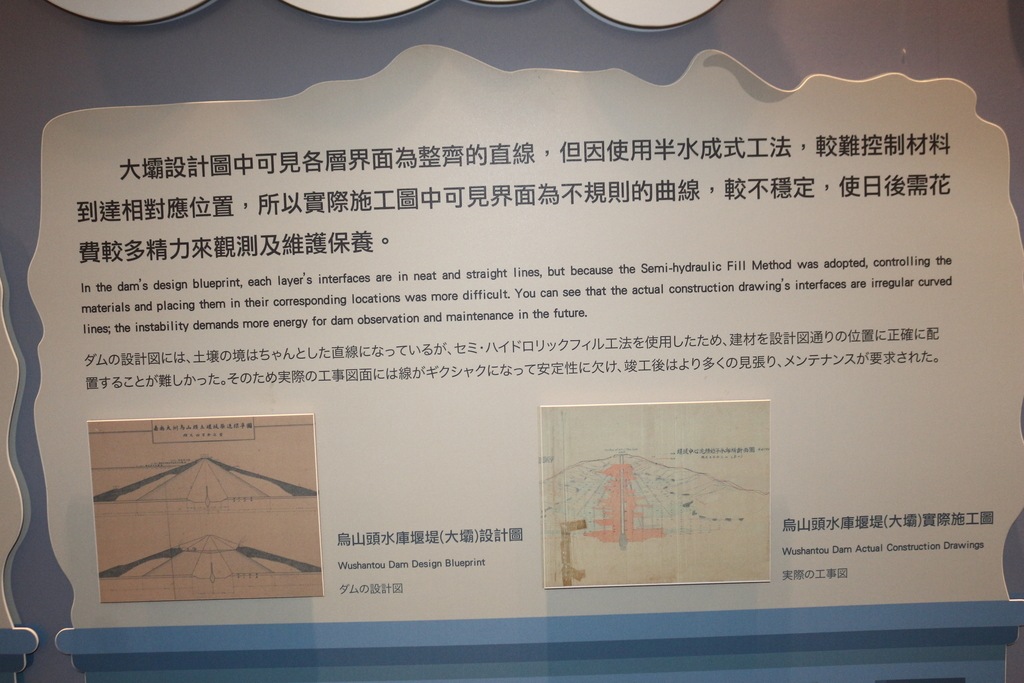 大壩設計圖中可見各層界面為整齊的直線，但因使用半水成式工法，較難控制材料
到達相對應位置，所以實際施工圖中可見界面為不規則的曲線，較不穩定，使日後需花
費較多精力來觀測及維護保養。
In the dam's design blueprint, each layer's interfaces are in neat and straight lines, but because the Semi-hydraulic Fill Method was adopted, controlling the
materials and placing them in their corresponding locations was more difficult. You can see that the actual construction drawing's interfaces are irregular curved
lines; the instability demands more energy for dam observation and maintenance in the future.
ダムの設計図には、土壌の境はちゃんとした直線になっているが、セミ・ハイドロリックフィル工法を使用したため、建材を設計図通りの位置に正確に配
置することが難しかった。そのため実際の工事図面には線がギクシャクになって安定性に欠け、竣工後はより多くの見張り、メンテナンスが要求された。
烏山頭水庫堰堤(大壩)設計圖
Wushantou Dam Design Blueprint
ダムの設計図
烏山頭水庫堰堤(大壩)實際施工圖
Wushantou Dam Actual Construction Drawings
実際の工事図